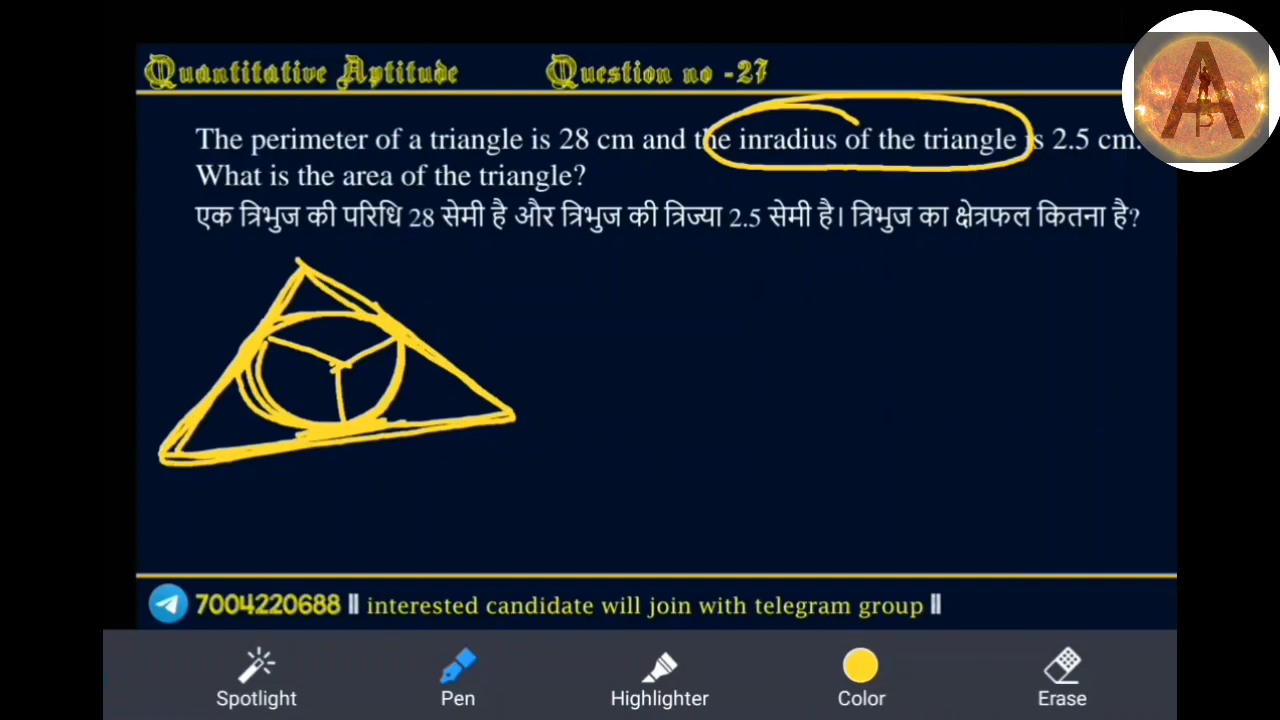 Quantitative Aptitude Question no -27
The perimeter of a triangle is 28 cm and the inradius of the triangle is 2.5 cm.
What is the area of the triangle?
एक त्रिभुज की परिधि 28 सेमी है और त्रिभुज की त्रिज्या 2.5 सेमी है। त्रिभुज का क्षेत्रफल कितना है?
7004220688 || interested candidate will join with telegram group ||
Spotlight Pen Highlighter Color Erase